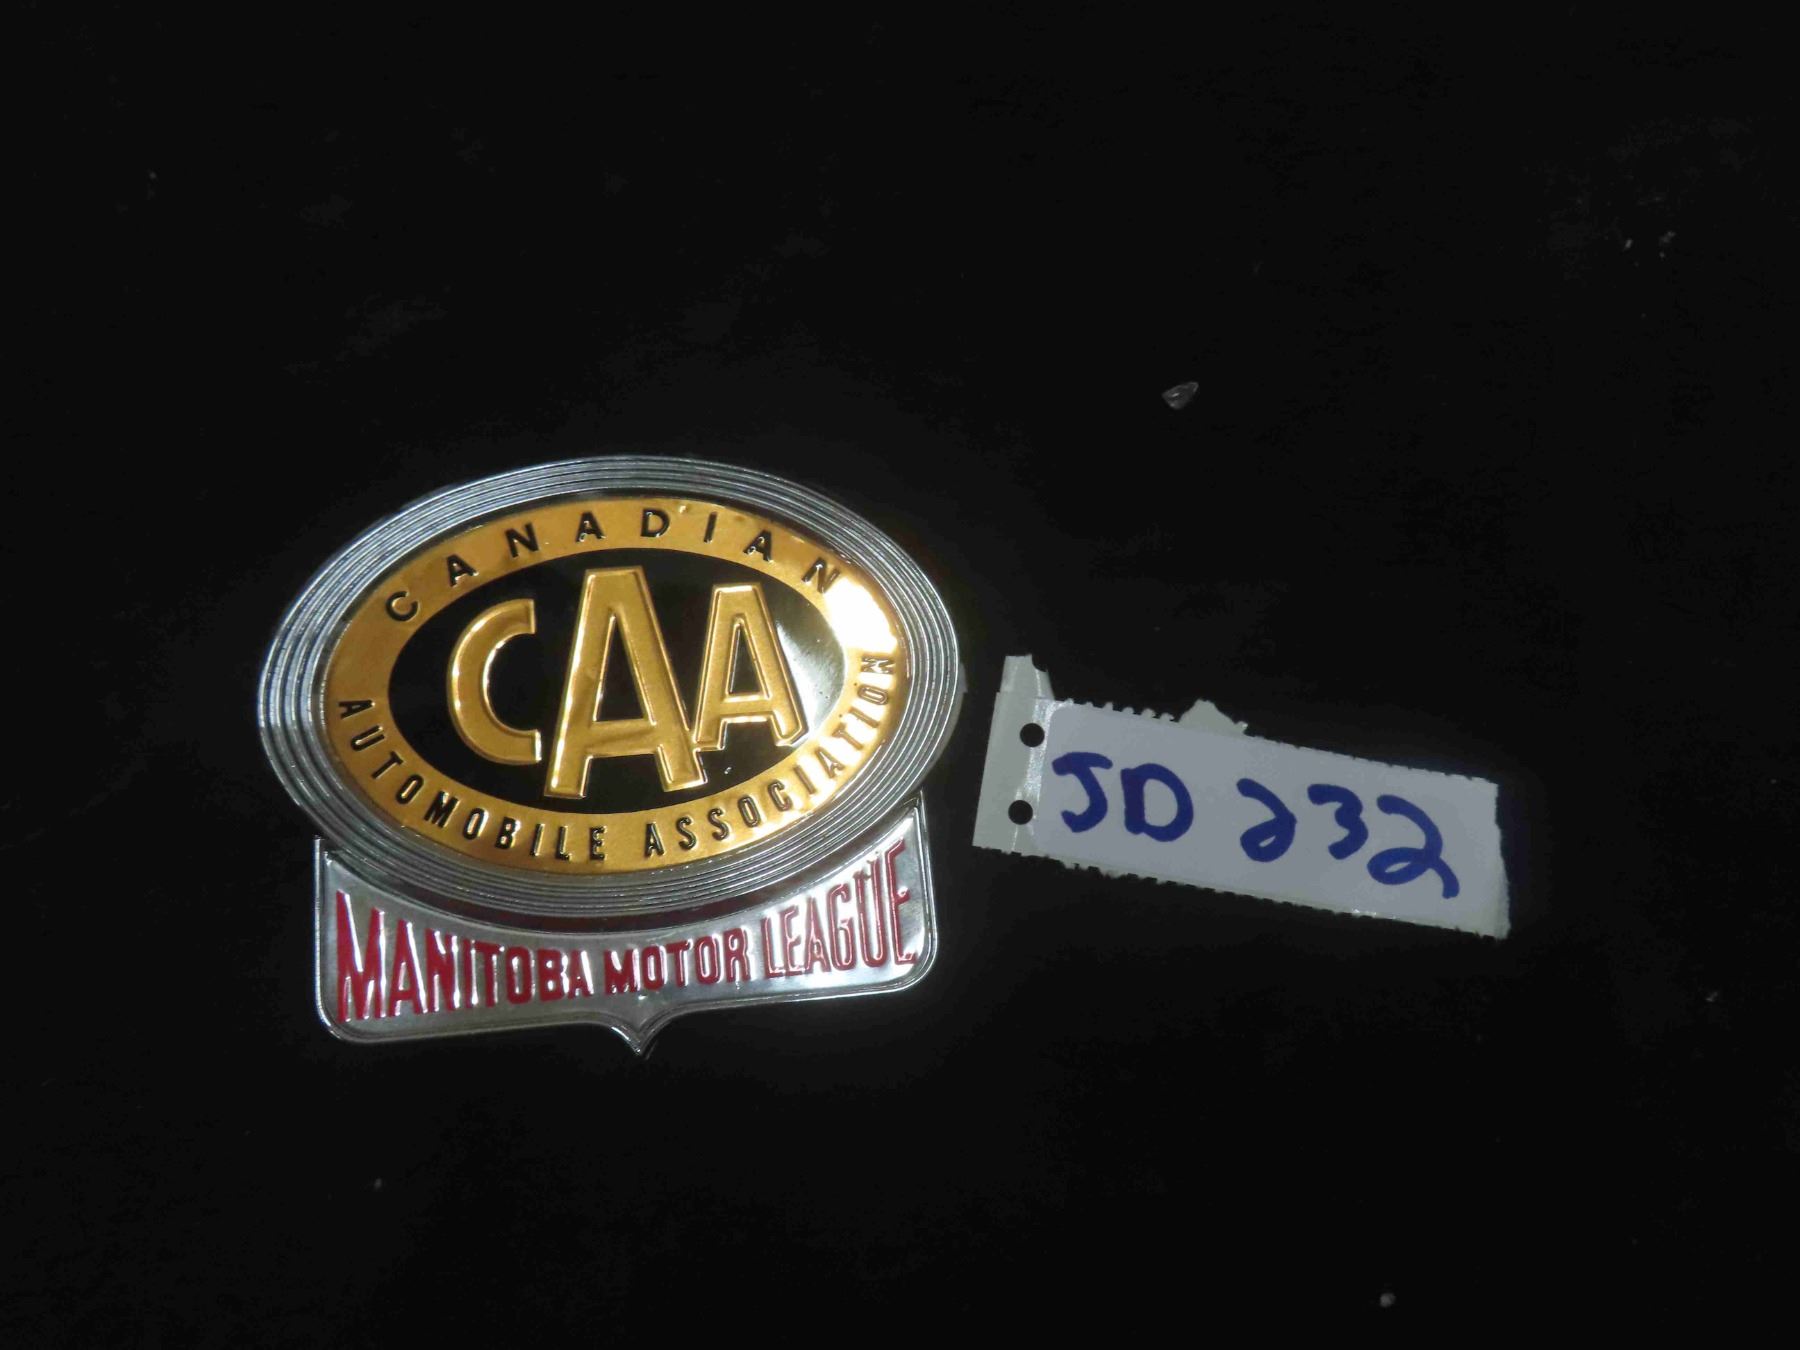 CANADIAN
CAA
AUTOMOBILE ASSOCIATION
MANITOBA MOTOR LEAGUE
JD 232